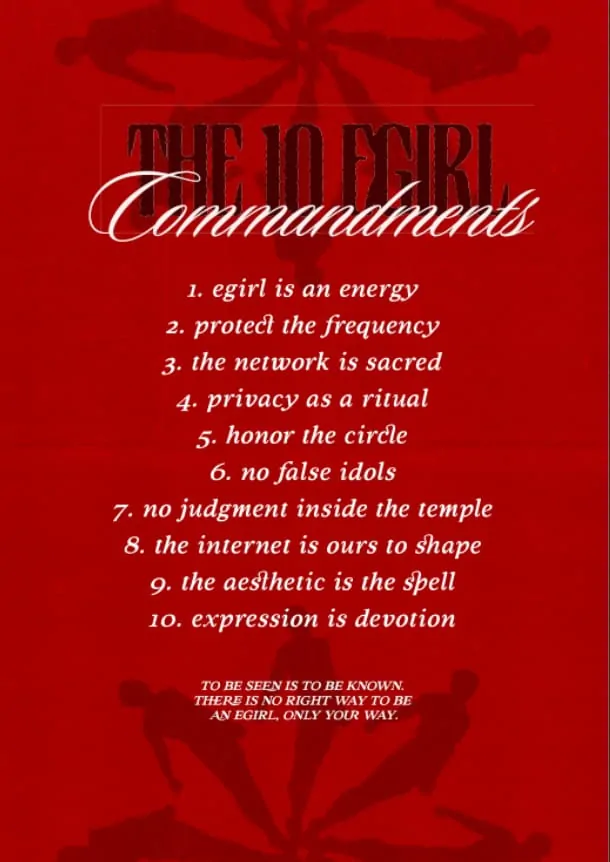 THE 10 EGIRL
Commandments
1. egirl is an energy
2. protect the frequency
3. the network is sacred
4. privacy as a ritual
5. honor the circle
6. no false idols
7. no judgment inside the temple
8. the internet is ours to shape
9. the aesthetic is the spell
10. expression is devotion
TO BE SEEN IS TO BE KNOWN.
THERE IS NO RIGHT WAY TO BE
AN EGIRL, ONLY YOUR WAY.